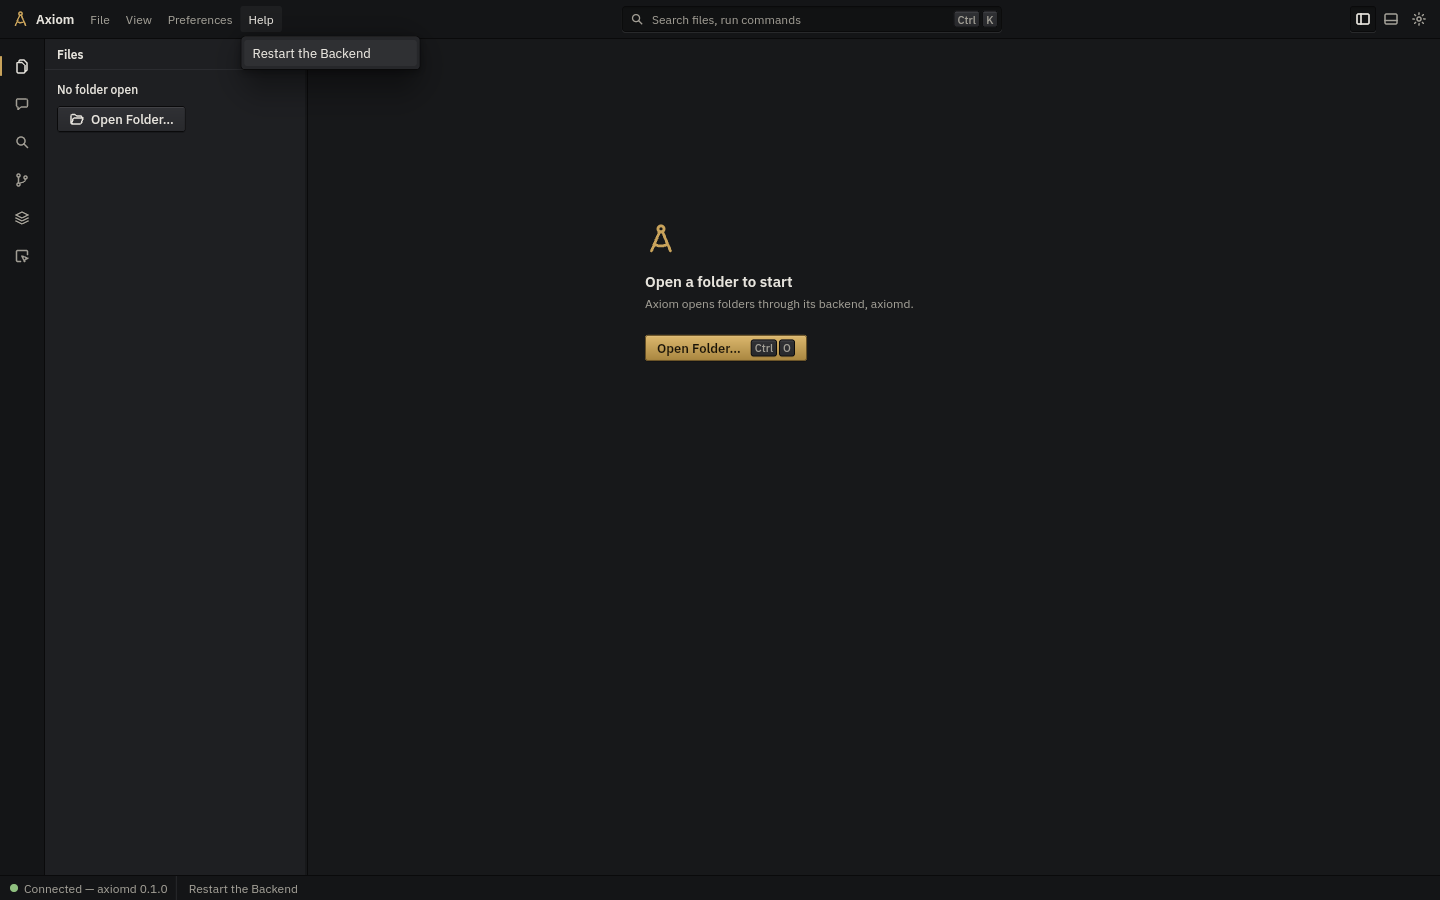 Axiom File View Preferences Help Search files, run commands Ctrl K
Restart the Backend
Files
No folder open
Open Folder...
Open a folder to start
Axiom opens folders through its backend, axiomd.
Open Folder... Ctrl O
Connected — axiomd 0.1.0 Restart the Backend